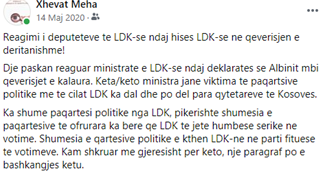 Xhevat Meha
14 Maj 2020
Reagimi i deputeteve te LDK-se ndaj hises LDK-se ne qeverisjen e
deritanishme!
Dje paskan reaguar ministrate e LDK-se ndaj deklarates se Albinit mbi
qeverisjet e kalaura. Keta/keto ministra jane viktima te paqartsive
politike me te cilat LDK ka dal dhe po del para qytetareve te Kosoves.
Ka shume paqartesi politike nga LDK, pikerishte shumesia e
paqartesive te ofrurara ka bere qe LDK te jete humbese serike ne
votime. Shumesia e qartesive politike e kthen LDK-ne ne parti fituese
te votimeve. Kam shkruar me gjeresisht per keto, nje paragraf po e
bashkangjes ketu.